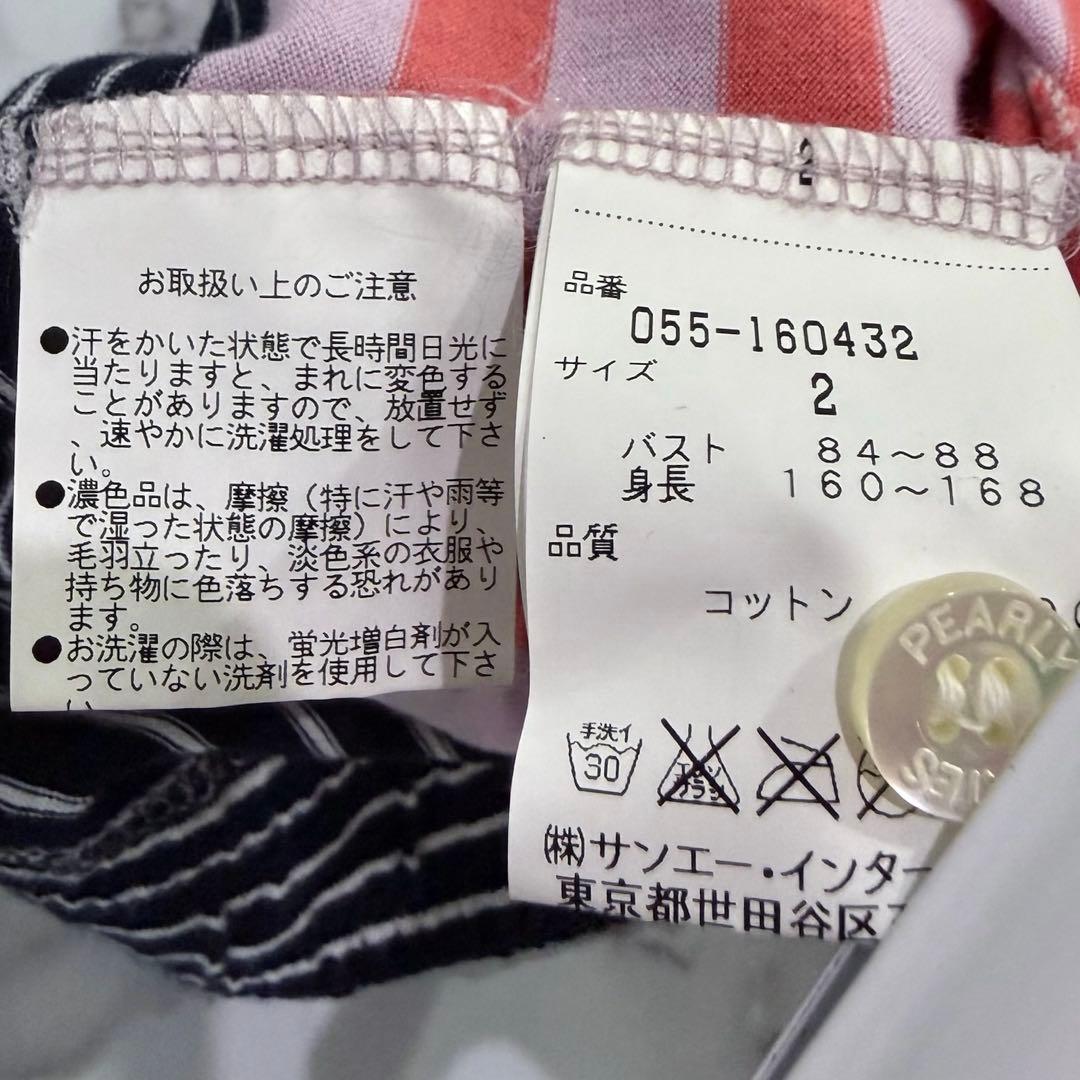 お取扱い上のご注意
●汗をかいた状態で長時間日光に
当たりますと、まれに変色する
ことがありますので、放置せず
、速やかに洗濯処理をして下さ
い。
●濃色品は、摩擦(特に汗や雨等
で湿った状態の摩擦)により、
毛羽立ったり、淡色系の衣服や
持ち物に色落ちする恐れがあり
ます。
●お洗濯の際は、蛍光増白剤が入
っていない洗剤を使用して下さ
い
2
品番
055-160432
サイズ
2
バスト 84~88
身長 160~168
品質
コットン
手洗イ
30
エンソ
サラシ
㈱サンエー・インター
東京都世田谷区
PEARLY